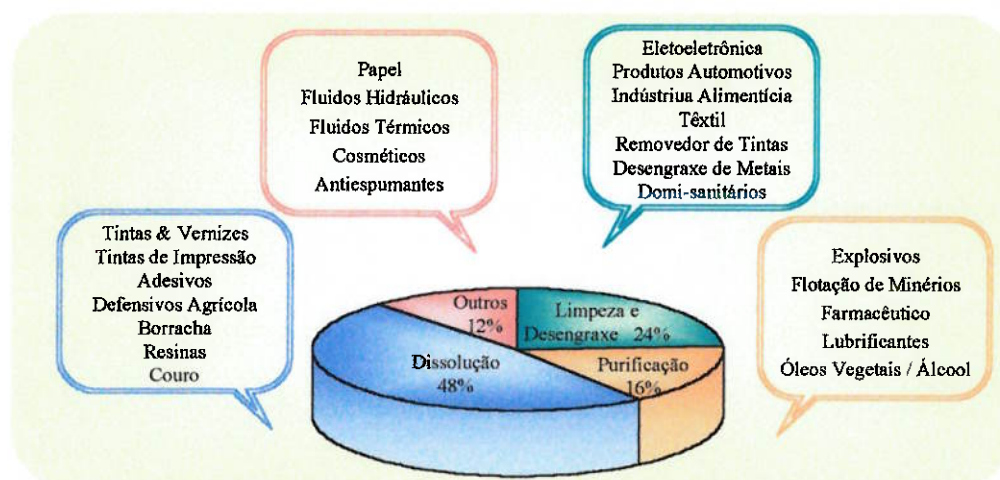 Papel
Fluidos Hidráulicos
Fluidos Térmicos
Cosméticos
Antiespumantes
Eletoeletrônica
Produtos Automotivos
Indústriua Alimentícia
Têxtil
Removedor de Tintas
Desengraxe de Metais
Domi-sanitários
Tintas & Vernizes
Tintas de Impressão
Adesivos
Defensivos Agrícola
Borracha
Resinas
Couro
Explosivos
Flotação de Minérios
Farmacêutico
Lubrificantes
Óleos Vegetais / Álcool
Outros
12%
Limpeza e
Desengraxe 24%
Dissolução
48%
Purificação
16%